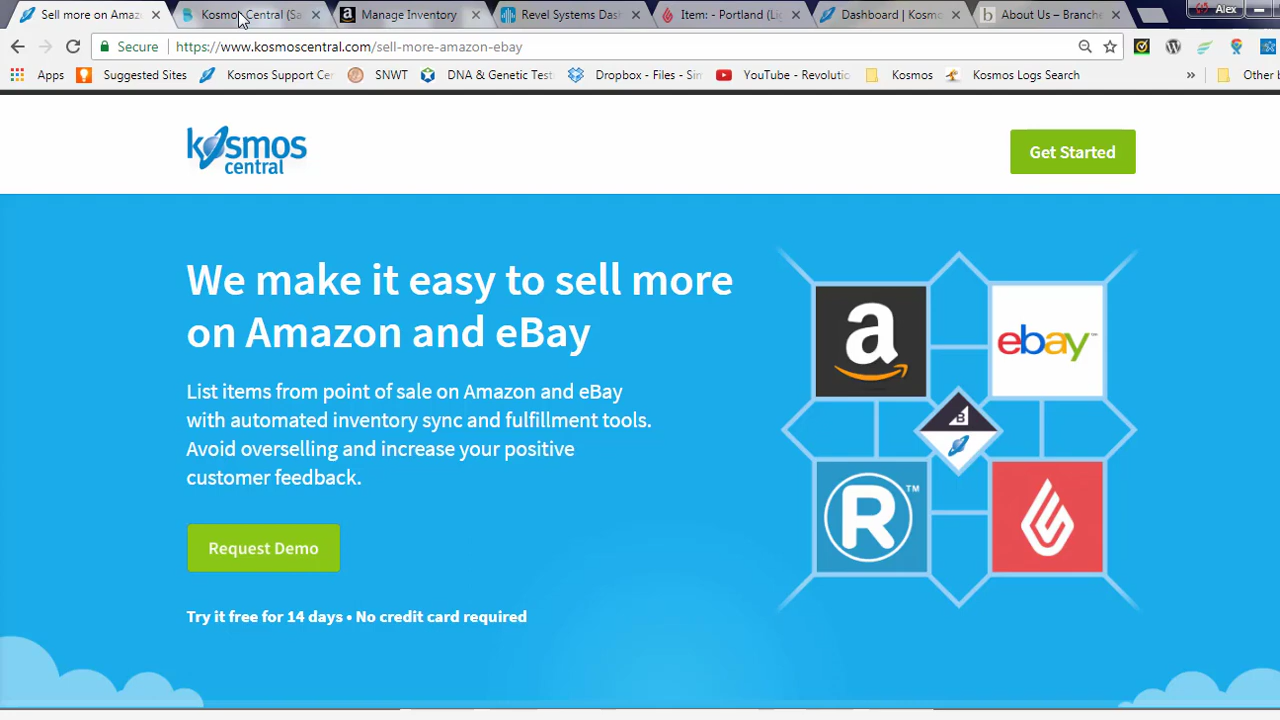 Sell more on Amaz
Kosmos Central (Sa
Manage Inventory
Revel Systems Das
Item: - Portland (Li
Dashboard | Kosmo
About Us – Branche
Alex
Secure
https://www.kosmoscentral.com/sell-more-amazon-ebay
Apps
Suggested Sites
Kosmos Support Ce
SNWT
DNA & Genetic Test
Dropbox - Files - Sim
YouTube - Revolutio
Kosmos
Kosmos Logs Search
»
Other b
kosmos
central
Get Started
We make it easy to sell more
on Amazon and eBay
List items from point of sale on Amazon and eBay
with automated inventory sync and fulfillment tools.
Avoid overselling and increase your positive
customer feedback.
Request Demo
Try it free for 14 days • No credit card required
a
ebay™
B
R™